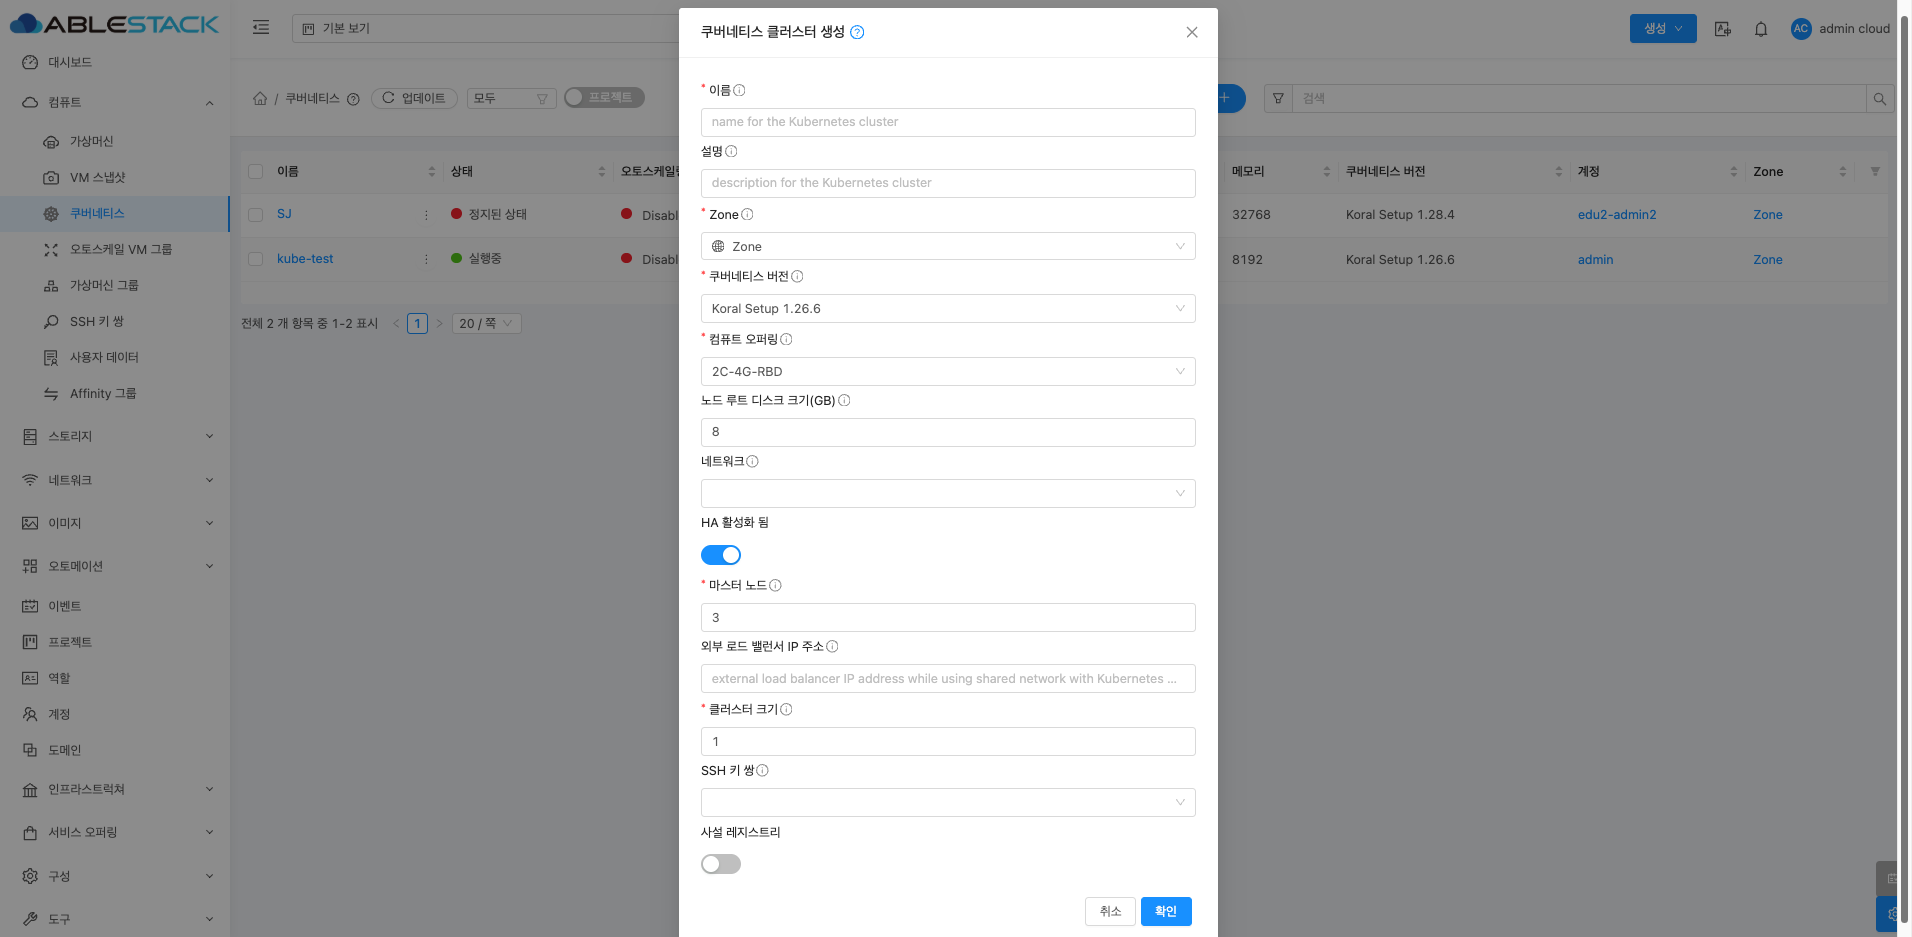 ABLESTACK
기본 보기
생성
AC
admin cloud
대시보드
컴퓨트
가상머신
VM 스냅샷
쿠버네티스
오토스케일 VM 그룹
가상머신 그룹
SSH 키 쌍
사용자 데이터
Affinity 그룹
스토리지
네트워크
이미지
오토메이션
이벤트
프로젝트
역할
계정
도메인
인프라스트럭쳐
서비스 오퍼링
구성
도구
/ 쿠버네티스
업데이트
모두
프로젝트
검색
이름 상태 메모리 쿠버네티스 버전 계정 Zone
SJ 정지된 상태 32768 Koral Setup 1.28.4 edu2-admin2 Zone
kube-test 실행중 8192 Koral Setup 1.26.6 admin Zone
전체 2 개 항목 중 1-2 표시 < 1 > 20 / 쪽
쿠버네티스 클러스터 생성
* 이름
name for the Kubernetes cluster
설명
description for the Kubernetes cluster
* Zone
Zone
* 쿠버네티스 버전
Koral Setup 1.26.6
* 컴퓨트 오퍼링
2C-4G-RBD
노드 루트 디스크 크기(GB)
8
네트워크
HA 활성화 됨
* 마스터 노드
3
외부 로드 밸런서 IP 주소
external load balancer IP address while using shared network with Kubernetes ...
* 클러스터 크기
1
SSH 키 쌍
사설 레지스트리
취소
확인